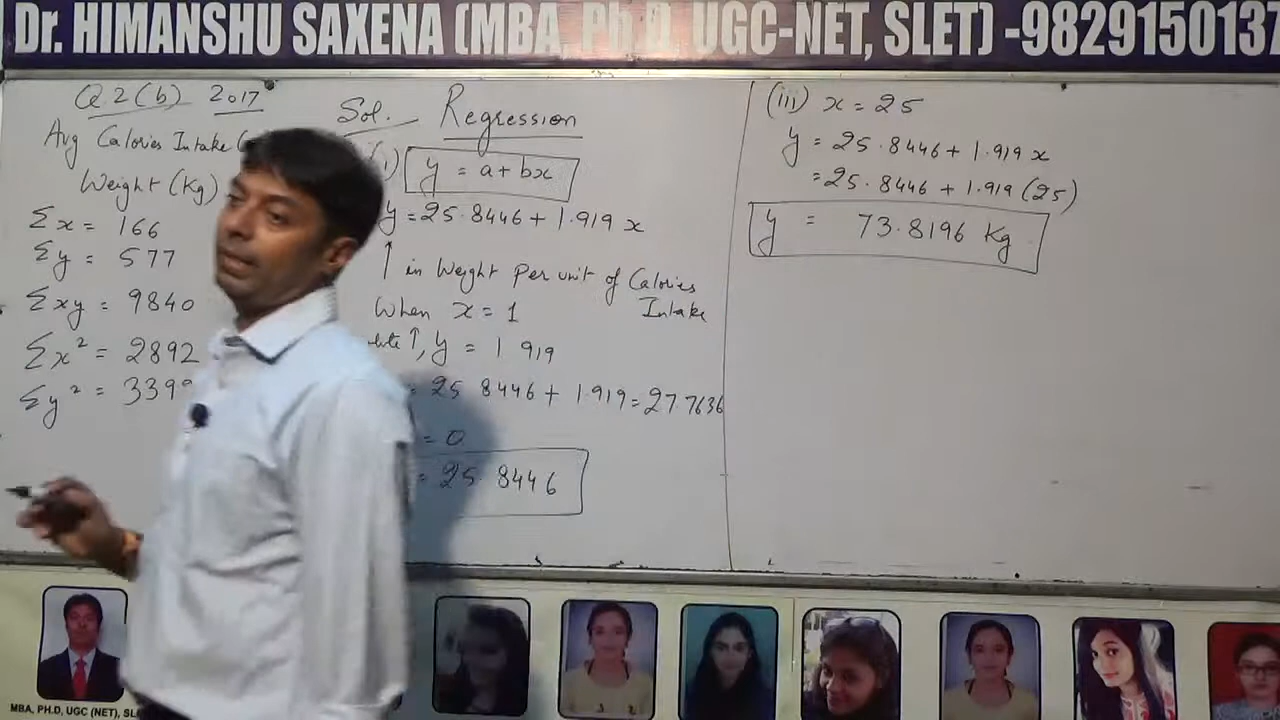 Dr. HIMANSHU SAXENA (MBA, Ph.D, UGC-NET, SLET) -9829150137
Q.2(b) 2017
Avg Calories Intake
Weight (Kg)
Σx = 166
Σy = 577
Σxy = 9840
Σx² = 2892
Σy² = 339
Sol. Regression
(i) y = a+bx
y = 25.8446 + 1.919 x
↑ in Weight per unit of Calories
Intake
When x = 1
↑, y = 1 919
= 25 8446 + 1.919 = 27.7636
= 0
= 25.8446
(iii) x = 25
y = 25.8446 + 1.919 x
= 25.8446 + 1.919 (25)
y = 73.8196 Kg
MBA, PH.D, UGC (NET), SL